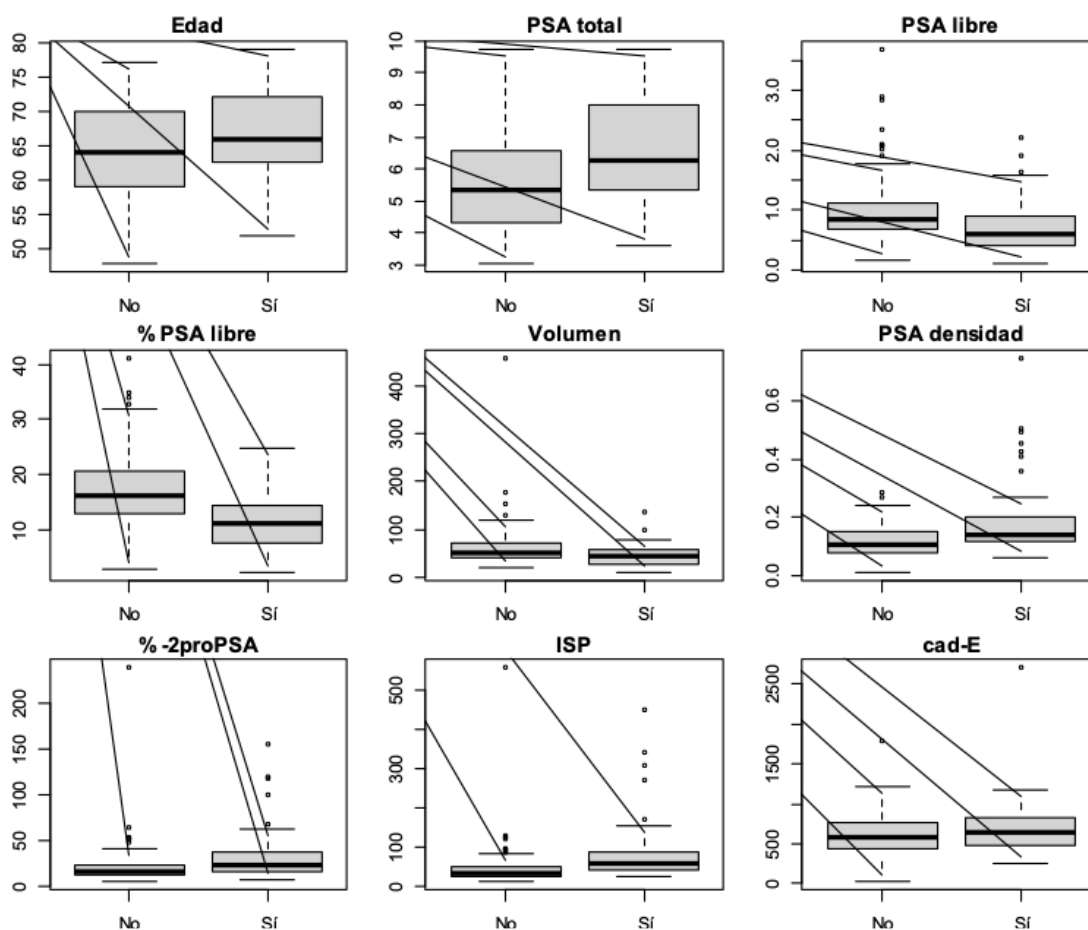 Edad PSA total PSA libre
80 75 70 65 60 55 50
10 9 8 7 6 5 4 3
3.0 2.0 1.0 0.0
No Sí No Sí No Sí
% PSA libre Volumen PSA densidad
40 30 20 10
400 300 200 100 0
0.6 0.4 0.2 0.0
No Sí No Sí No Sí
% -2proPSA ISP cad-E
200 150 100 50 0
500 300 100 0
2500 1500 500 0
No Sí No Sí No Sí